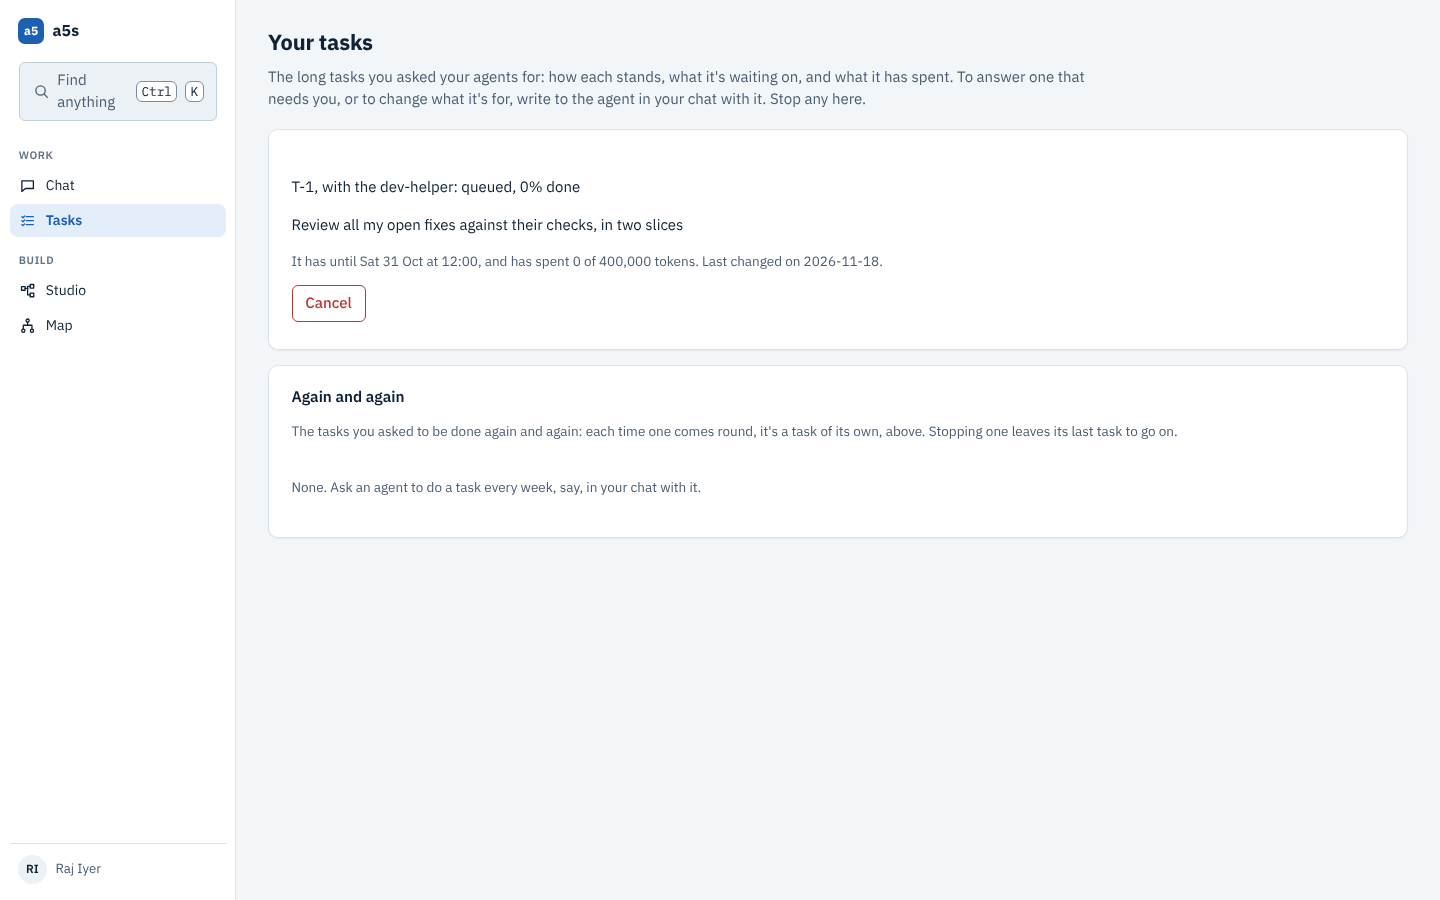 a5 a5s
Find
anything
Ctrl K
WORK
Chat
Tasks
BUILD
Studio
Map
RI Raj Iyer
Your tasks
The long tasks you asked your agents for: how each stands, what it's waiting on, and what it has spent. To answer one that
needs you, or to change what it's for, write to the agent in your chat with it. Stop any here.
T-1, with the dev-helper: queued, 0% done
Review all my open fixes against their checks, in two slices
It has until Sat 31 Oct at 12:00, and has spent 0 of 400,000 tokens. Last changed on 2026-11-18.
Cancel
Again and again
The tasks you asked to be done again and again: each time one comes round, it's a task of its own, above. Stopping one leaves its last task to go on.
None. Ask an agent to do a task every week, say, in your chat with it.